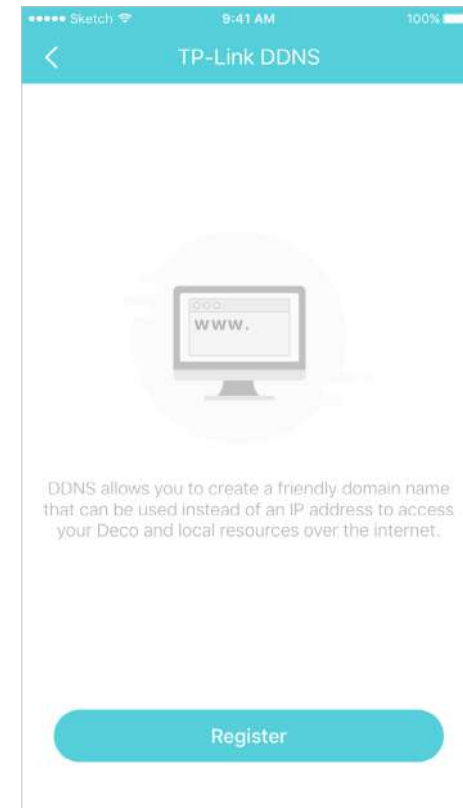 Sketch 9:41 AM 100%
TP-Link DDNS
www.
DDNS allows you to create a friendly domain name
that can be used instead of an IP address to access
your Deco and local resources over the internet.
Register